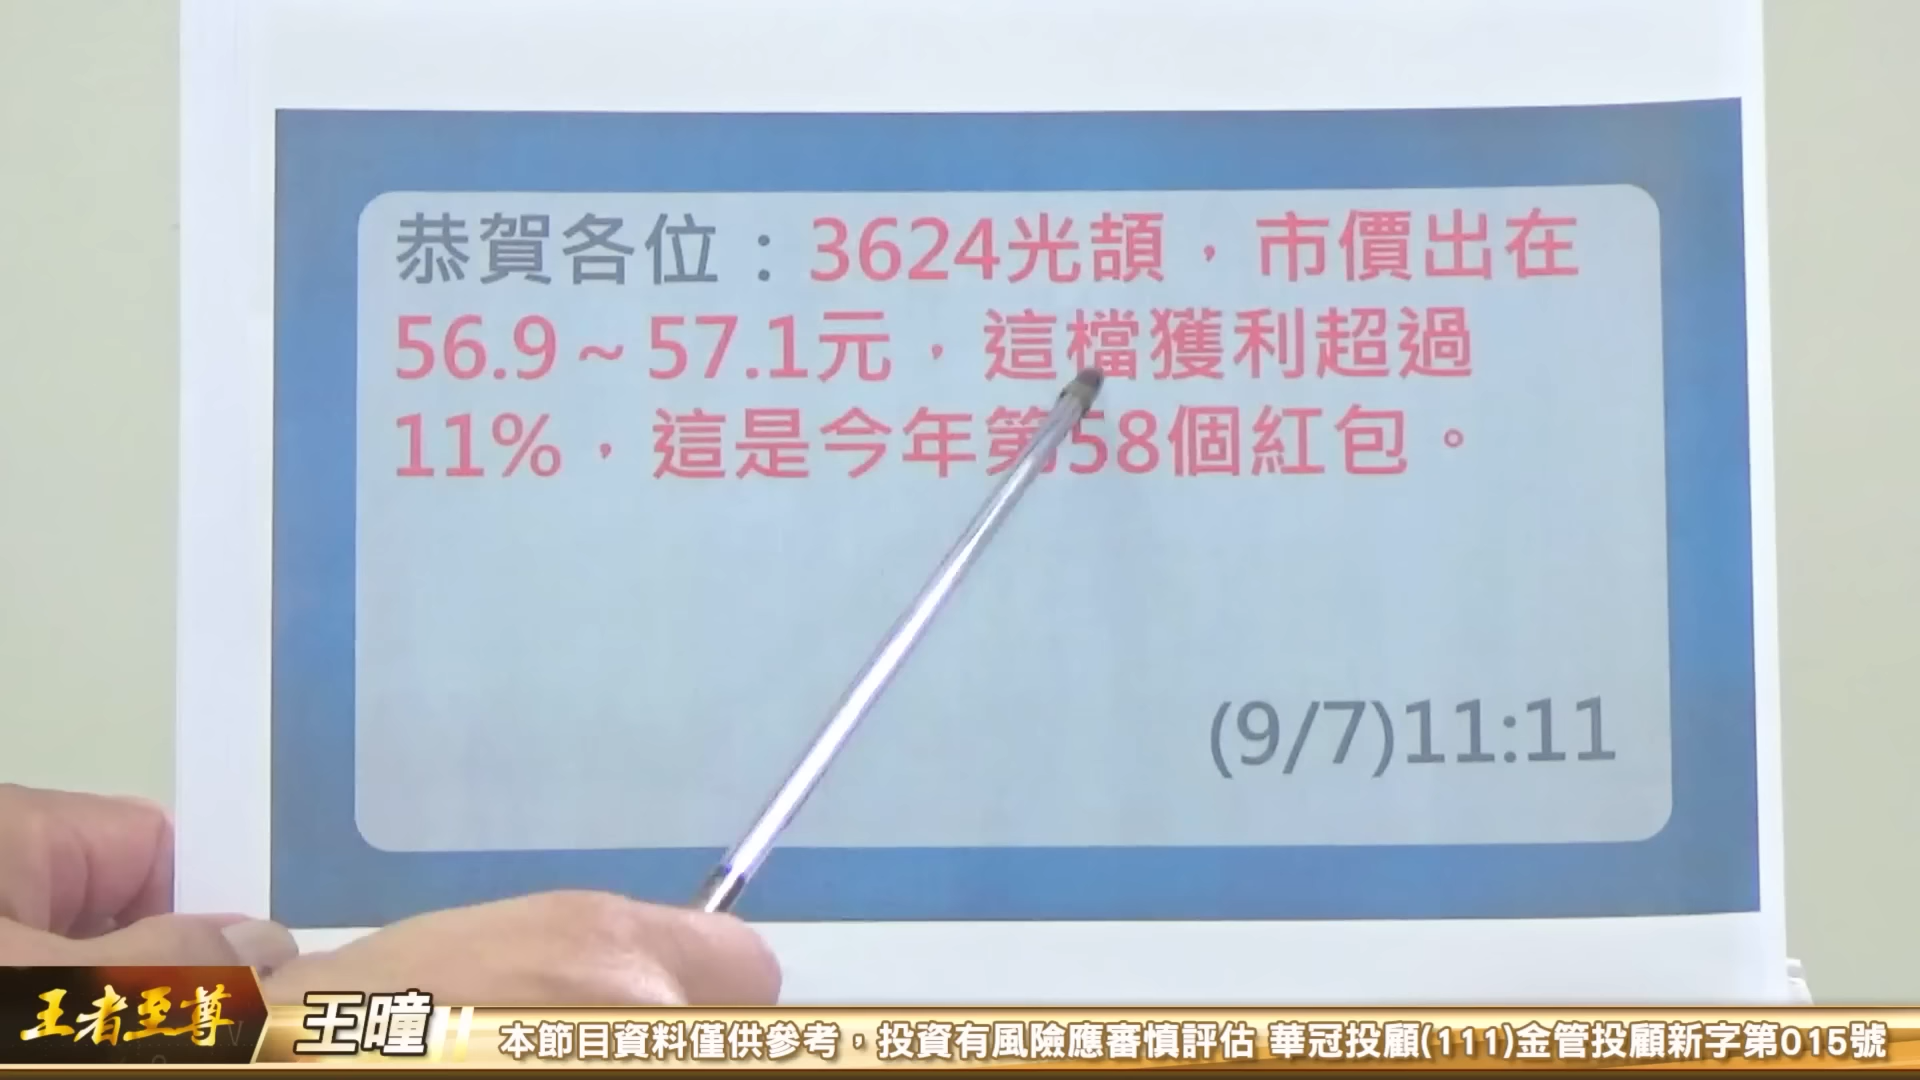 恭賀各位：3624光頡，市價出在
56.9～57.1元，這檔獲利超過
11%，這是今年第58個紅包。
(9/7)11:11
王者至尊
王曈
本節目資料僅供參考，投資有風險應審慎評估 華冠投顧(111)金管投顧新字第015號